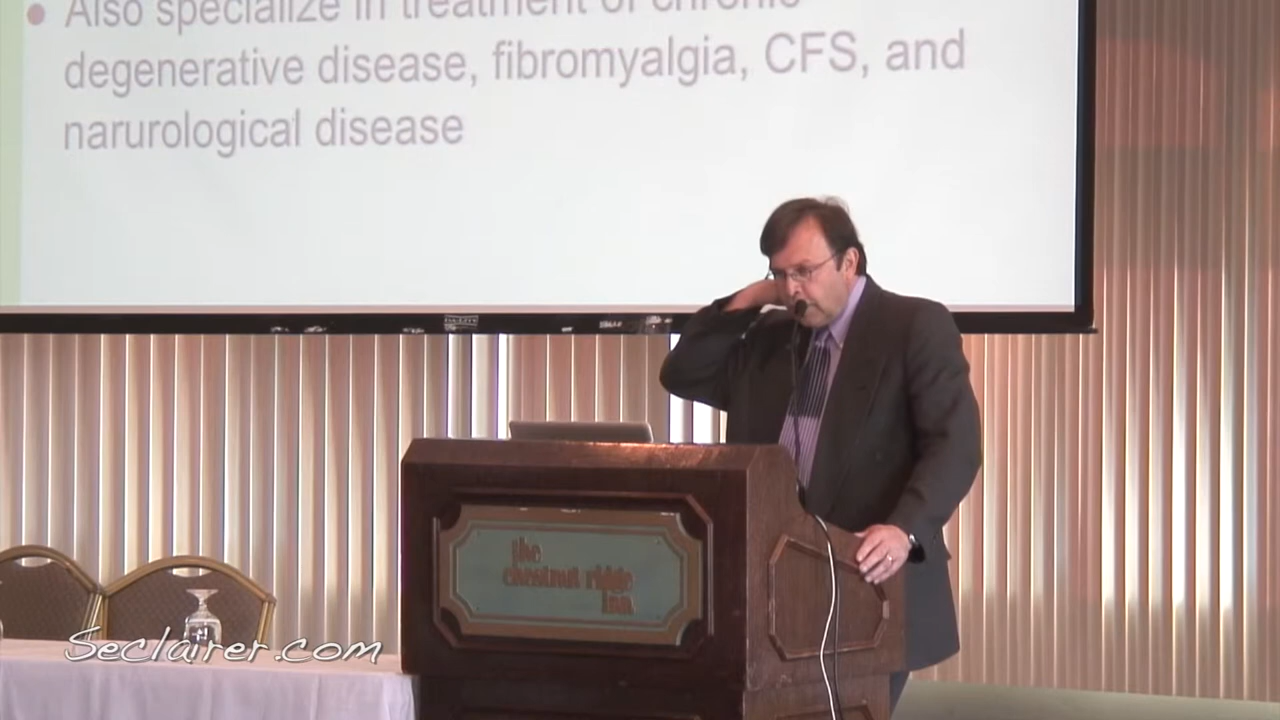 • Also specialize in treatment of chronic
degenerative disease, fibromyalgia, CFS, and
narurological disease
the
chestnut ridge
inn
Seclairer.com